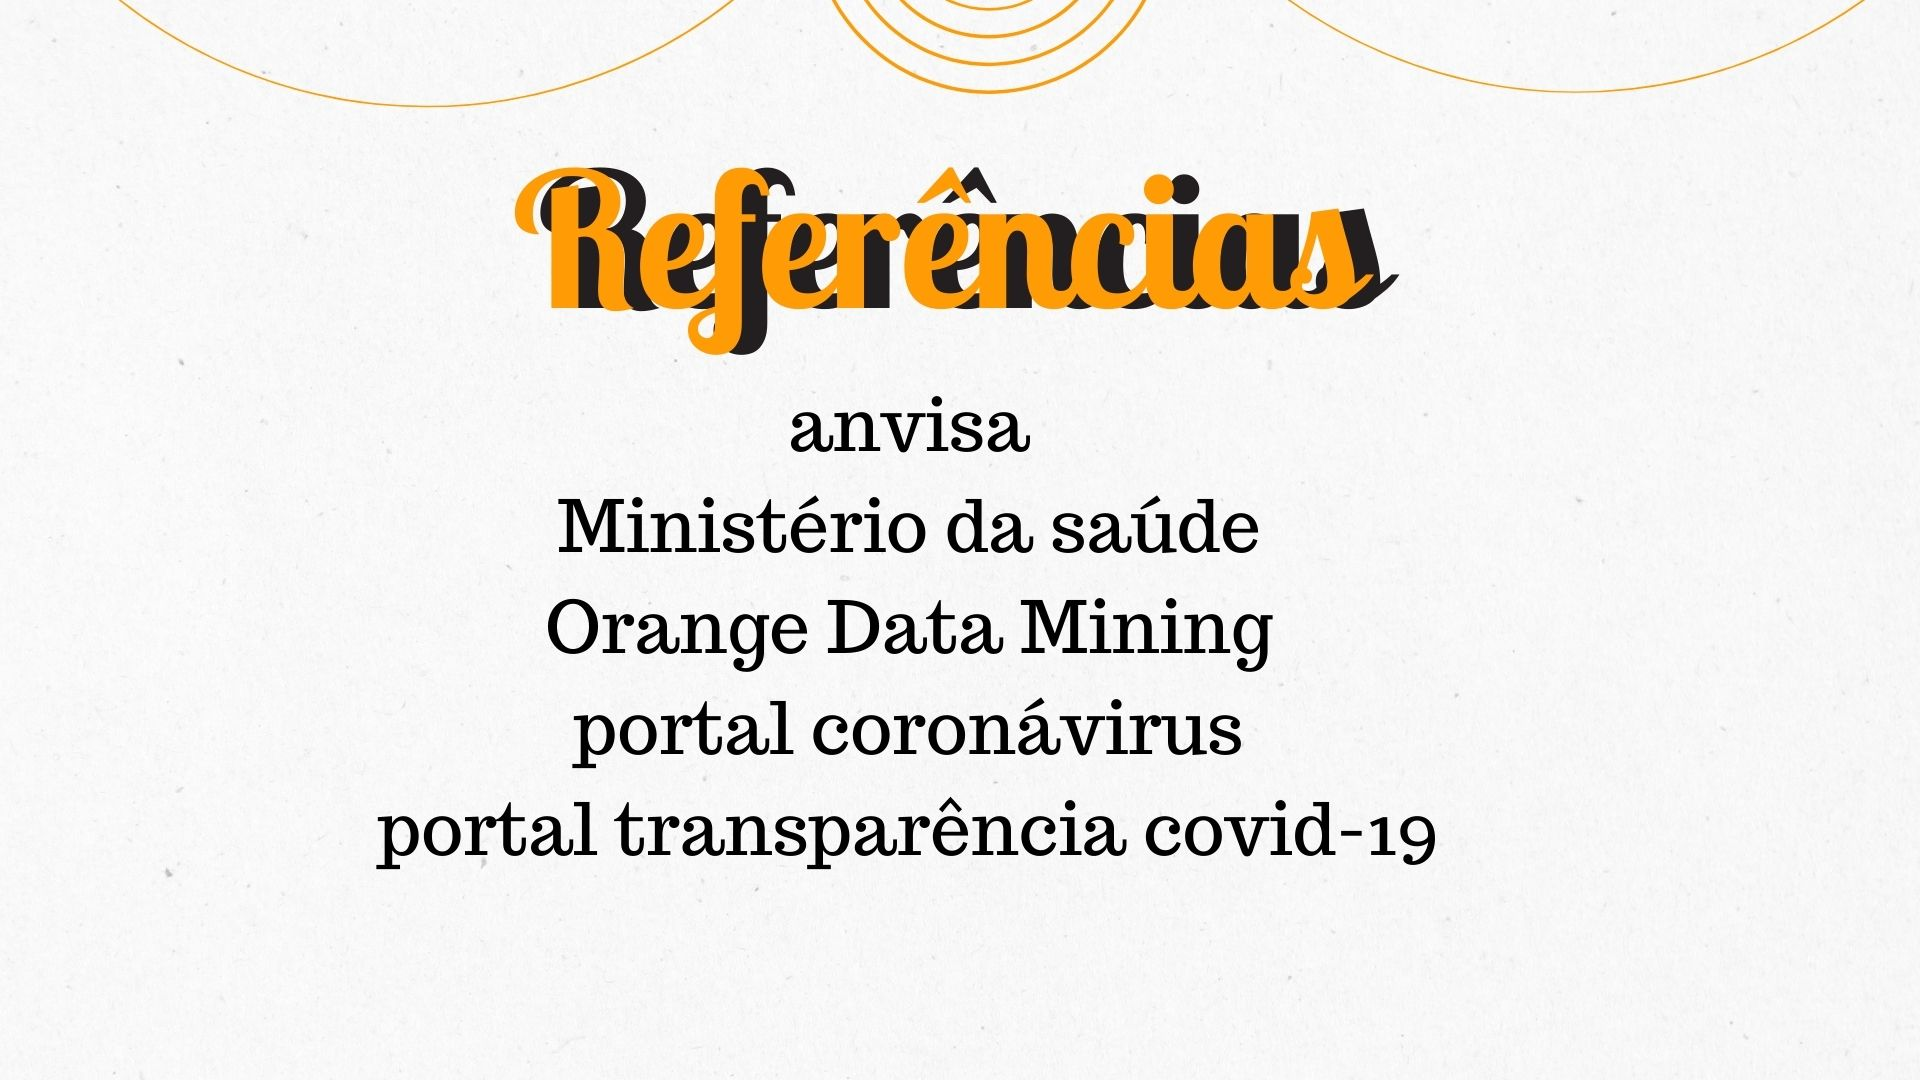 Referências
anvisa
Ministério da saúde
Orange Data Mining
portal coronávirus
portal transparência covid-19